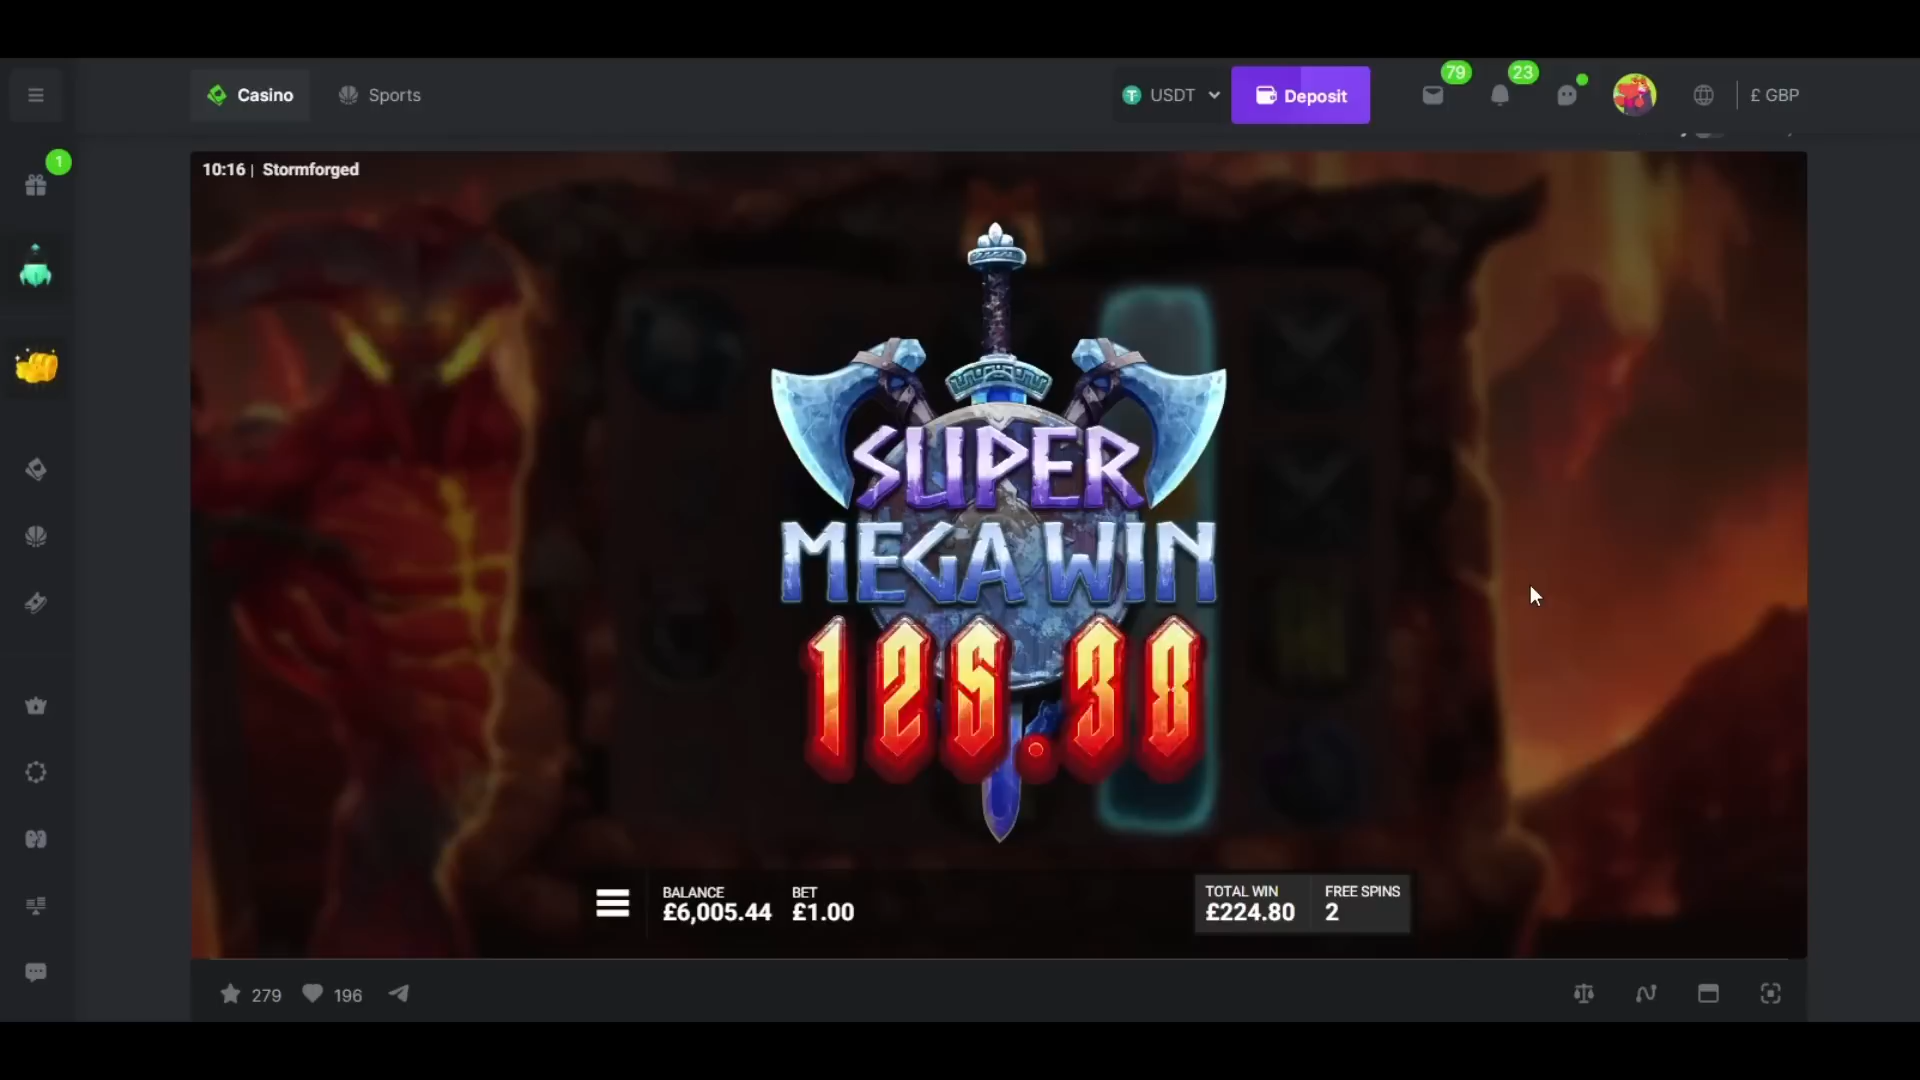 Casino
Sports
USDT
Deposit
79
23
£ GBP
1
10:16 | Stormforged
SUPER
MEGA WIN
125.38
BALANCE
£6,005.44
BET
£1.00
TOTAL WIN
£224.80
FREE SPINS
2
279
196